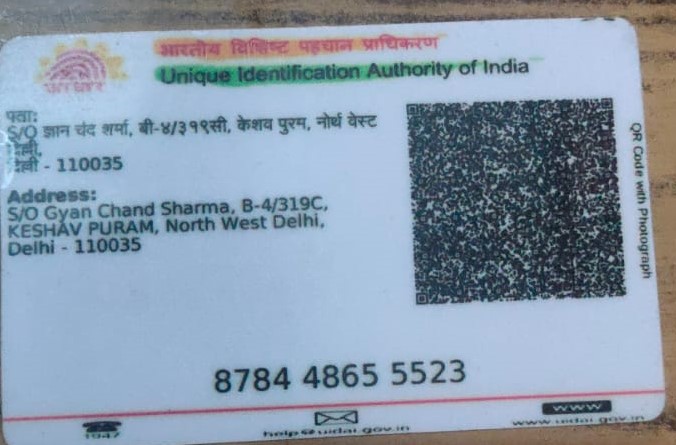 भारतीय विशिष्ट पहचान प्राधिकरण
Unique Identification Authority of India
आधार
पता:
S/O ज्ञान चंद शर्मा, बी-४/३१९सी, केशव पुरम, नोर्थ वेस्ट
दिल्ली,
दिल्ली - 110035
Address:
S/O Gyan Chand Sharma, B-4/319C,
KESHAV PURAM, North West Delhi,
Delhi - 110035
QR Code with Photograph
8784 4865 5523
1947
help@uidai.gov.in
www
www.uidai.gov.in